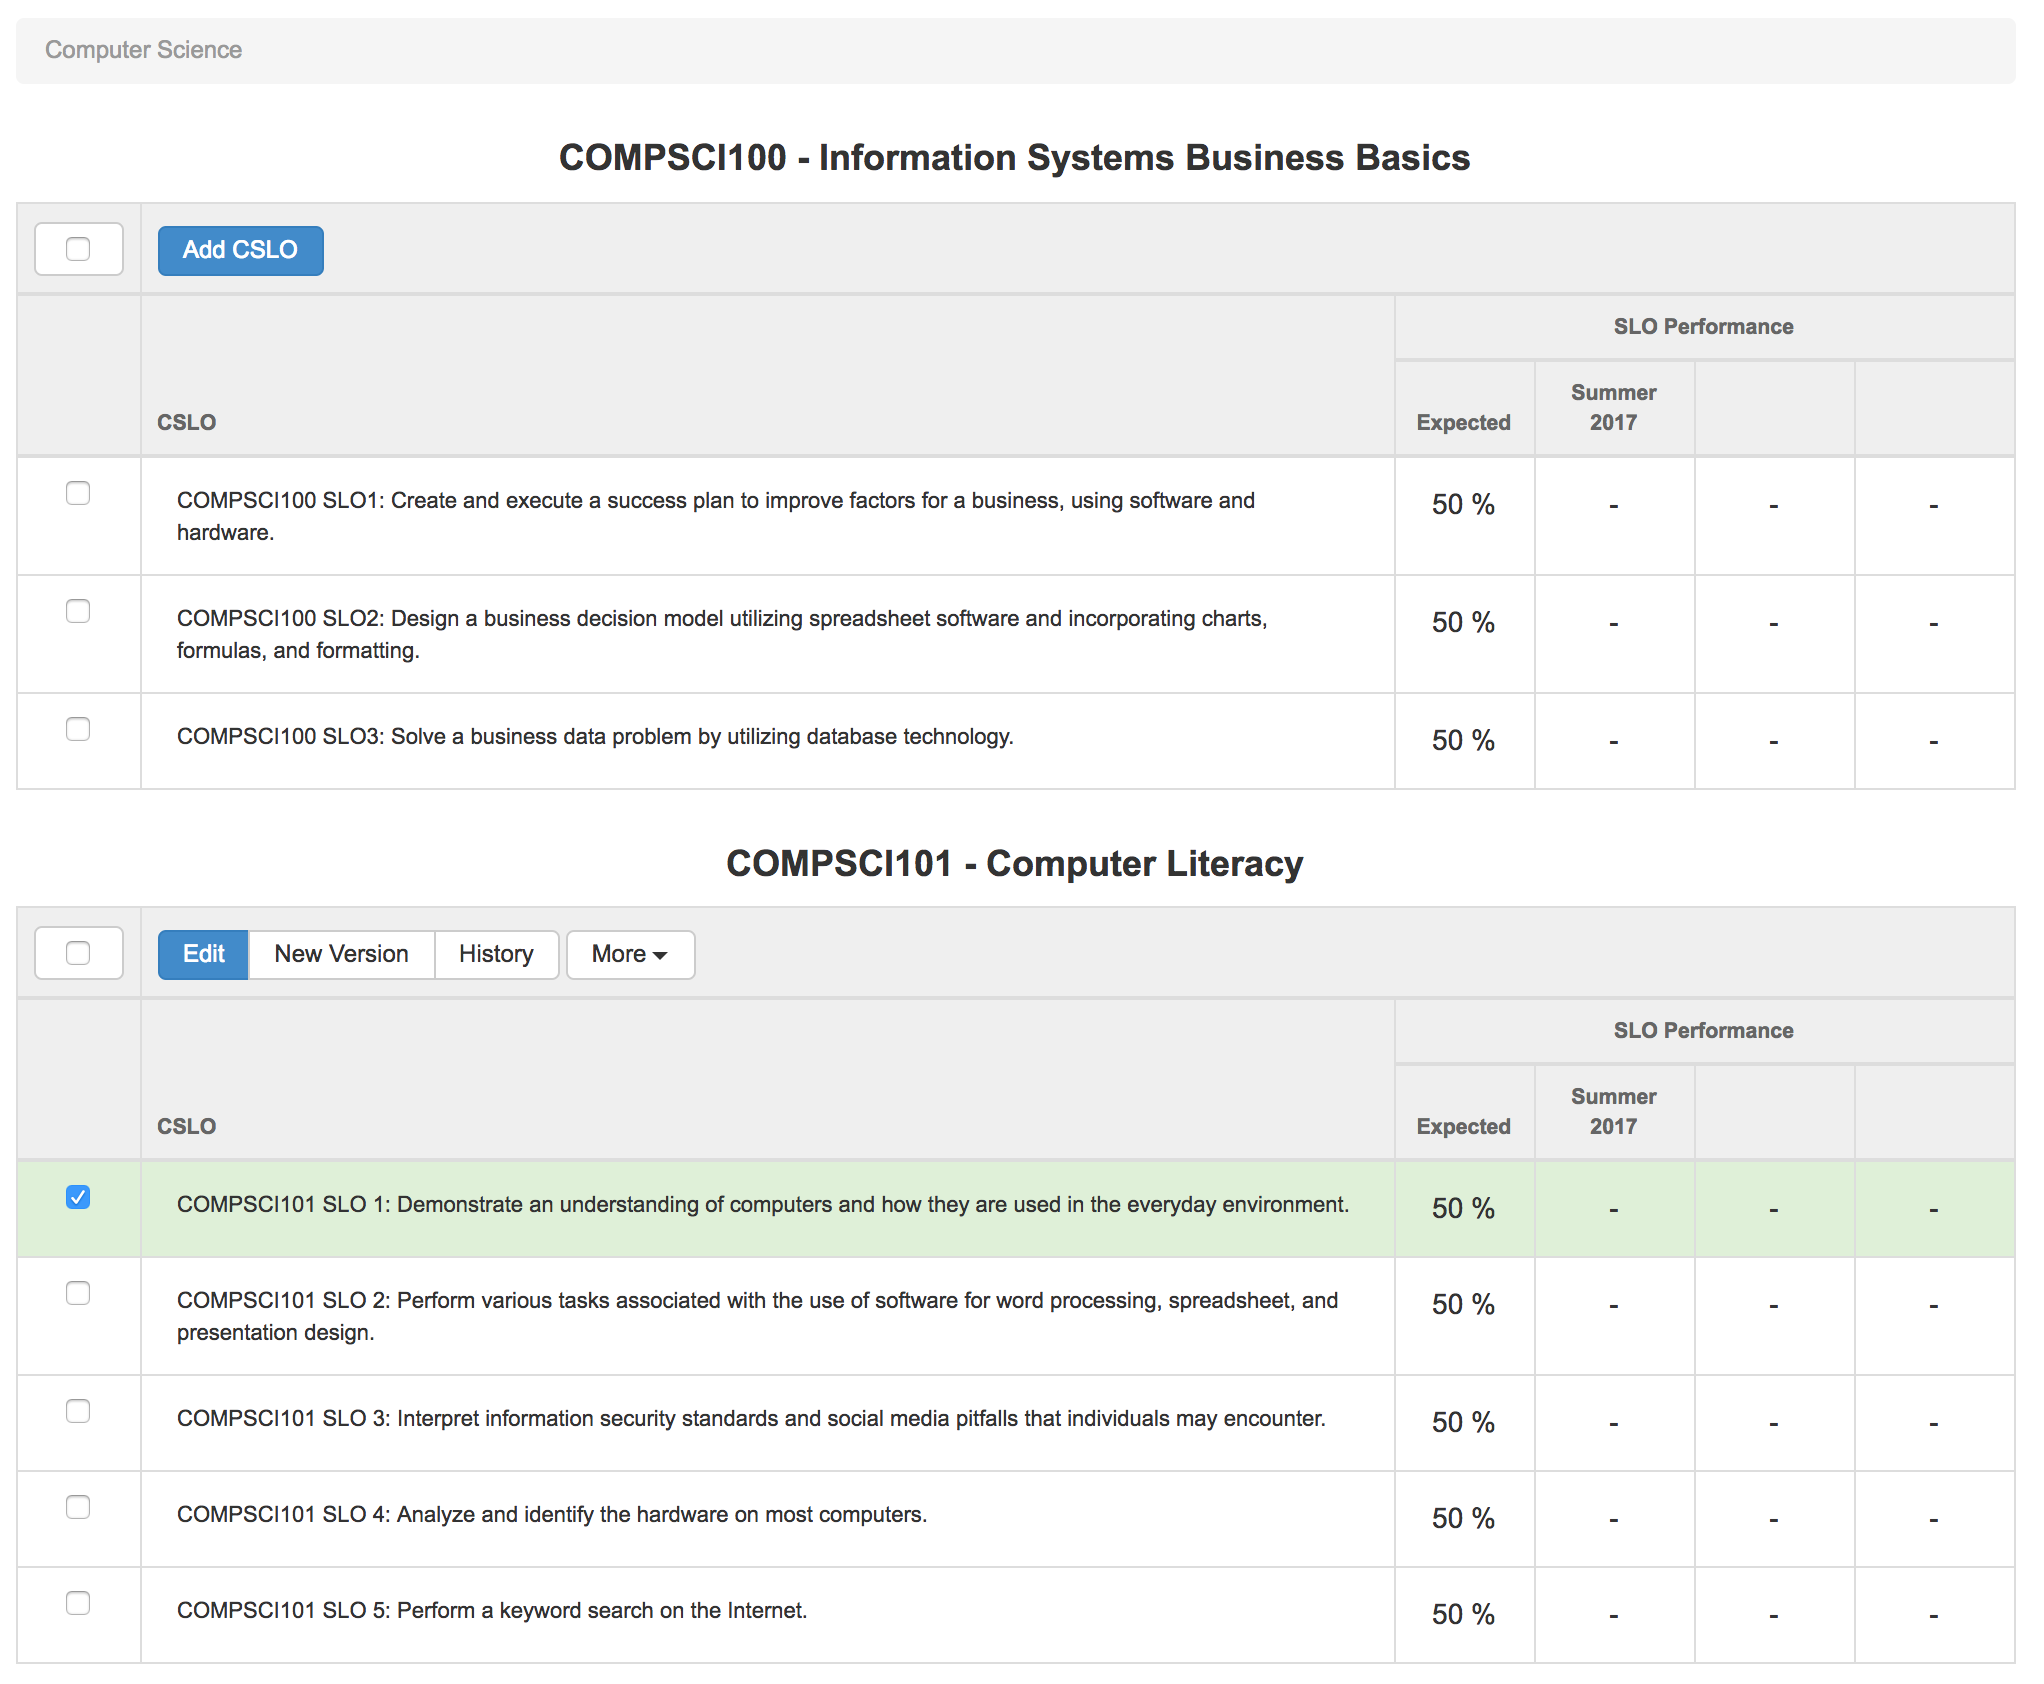 Computer Science
COMPSCI100 - Information Systems Business Basics
Add CSLO
SLO Performance
CSLO
Expected
Summer
2017
COMPSCI100 SLO1: Create and execute a success plan to improve factors for a business, using software and
hardware.
50 %
-
-
-
COMPSCI100 SLO2: Design a business decision model utilizing spreadsheet software and incorporating charts,
formulas, and formatting.
50 %
-
-
-
COMPSCI100 SLO3: Solve a business data problem by utilizing database technology.
50 %
-
-
-
COMPSCI101 - Computer Literacy
Edit
New Version
History
More
SLO Performance
CSLO
Expected
Summer
2017
COMPSCI101 SLO 1: Demonstrate an understanding of computers and how they are used in the everyday environment.
50 %
-
-
-
COMPSCI101 SLO 2: Perform various tasks associated with the use of software for word processing, spreadsheet, and
presentation design.
50 %
-
-
-
COMPSCI101 SLO 3: Interpret information security standards and social media pitfalls that individuals may encounter.
50 %
-
-
-
COMPSCI101 SLO 4: Analyze and identify the hardware on most computers.
50 %
-
-
-
COMPSCI101 SLO 5: Perform a keyword search on the Internet.
50 %
-
-
-